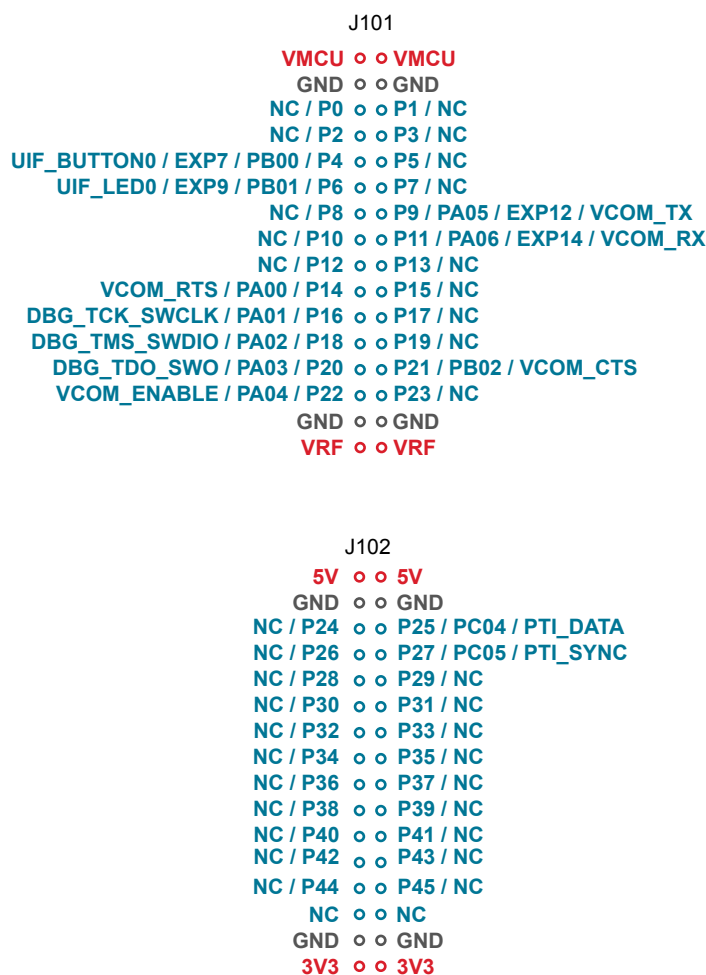 J101
VMCU VMCU
GND GND
NC / P0 P1 / NC
NC / P2 P3 / NC
UIF_BUTTON0 / EXP7 / PB00 / P4 P5 / NC
UIF_LED0 / EXP9 / PB01 / P6 P7 / NC
NC / P8 P9 / PA05 / EXP12 / VCOM_TX
NC / P10 P11 / PA06 / EXP14 / VCOM_RX
NC / P12 P13 / NC
VCOM_RTS / PA00 / P14 P15 / NC
DBG_TCK_SWCLK / PA01 / P16 P17 / NC
DBG_TMS_SWDIO / PA02 / P18 P19 / NC
DBG_TDO_SWO / PA03 / P20 P21 / PB02 / VCOM_CTS
VCOM_ENABLE / PA04 / P22 P23 / NC
GND GND
VRF VRF
J102
5V 5V
GND GND
NC / P24 P25 / PC04 / PTI_DATA
NC / P26 P27 / PC05 / PTI_SYNC
NC / P28 P29 / NC
NC / P30 P31 / NC
NC / P32 P33 / NC
NC / P34 P35 / NC
NC / P36 P37 / NC
NC / P38 P39 / NC
NC / P40 P41 / NC
NC / P42 P43 / NC
NC / P44 P45 / NC
NC NC
GND GND
3V3 3V3